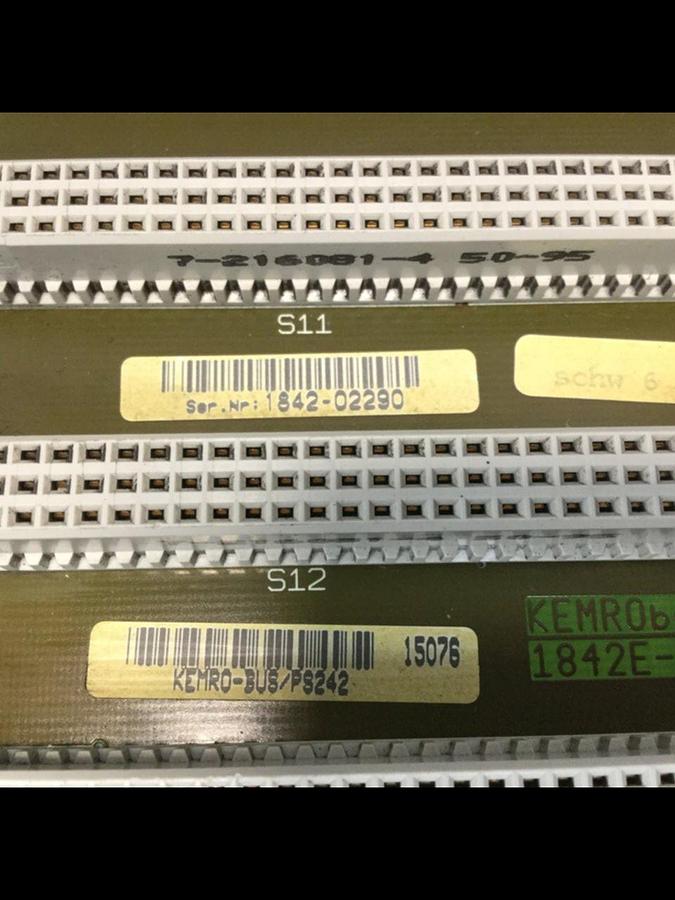 7-216081-4 50-95
S11
Ser.Nr: 1842-02290
schw 6
S12
KEMRO-BUS/PS242 15076
KEMROb
1842E-